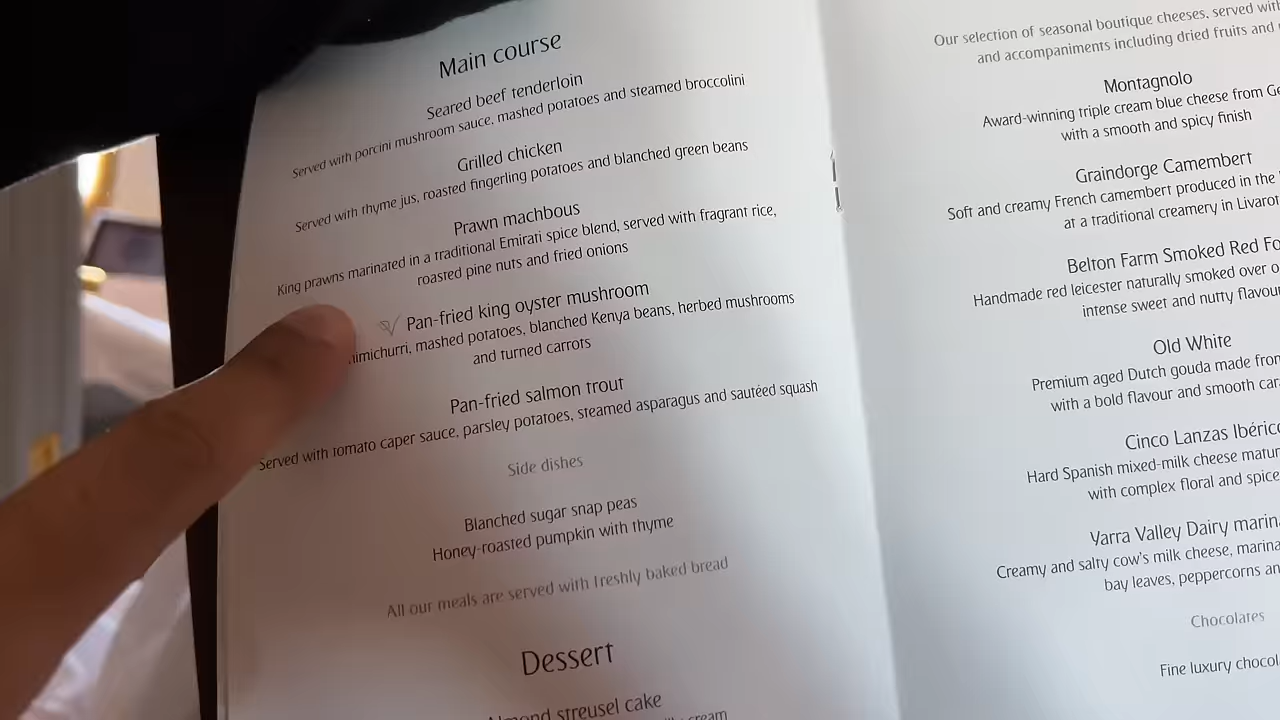 Main course
Seared beef tenderloin
Served with porcini mushroom sauce, mashed potatoes and steamed broccolini
Grilled chicken
Served with thyme jus, roasted fingerling potatoes and blanched green beans
Prawn machbous
King prawns marinated in a traditional Emirati spice blend, served with fragrant rice,
roasted pine nuts and fried onions
Pan-fried king oyster mushroom
mashed potatoes, blanched Kenya beans, herbed mushrooms
and turned carrots
Pan-fried salmon trout
Served with tomato caper sauce, parsley potatoes, steamed asparagus and sautéed squash
Side dishes
Blanched sugar snap peas
Honey-roasted pumpkin with thyme
All our meals are served with freshly baked bread
Dessert
streusel cake
cream
Our selection of seasonal boutique cheeses, served with
and accompaniments including dried fruits and
Montagnolo
Award-winning triple cream blue cheese from
with a smooth and spicy finish
Graindorge Camembert
Soft and creamy French camembert produced in the
at a traditional creamery in
Belton Farm Smoked Red
Handmade red leicester naturally smoked over
intense sweet and nutty
Old White
Premium aged Dutch gouda made from
with a bold flavour and smooth
Cinco Lanzas
Hard Spanish mixed-milk cheese
with complex floral and
Yarra Valley Dairy
Creamy and salty cow's milk cheese,
bay leaves, peppercorns
Chocolates
Fine luxury